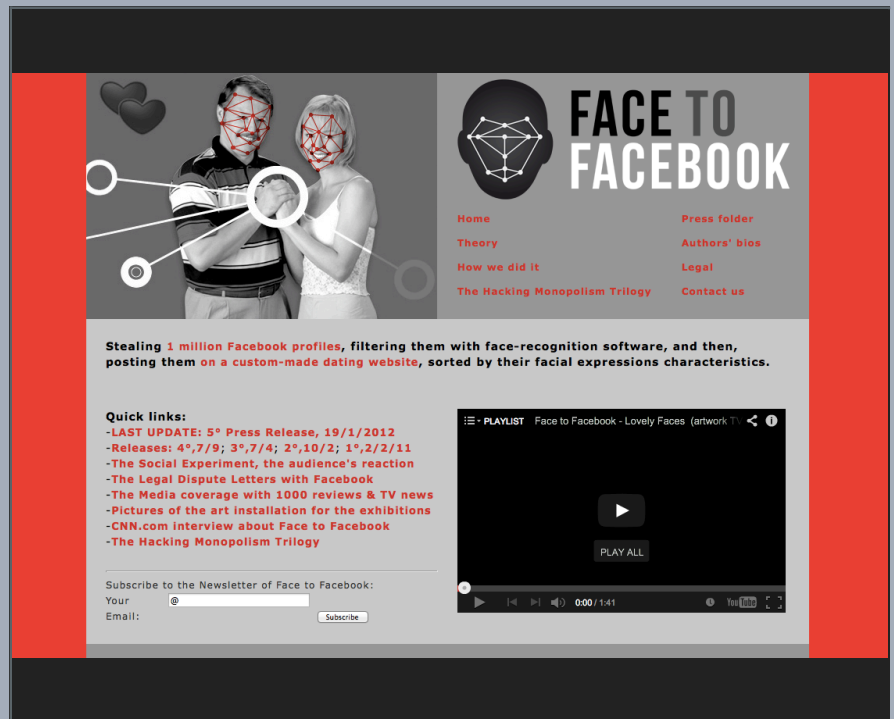 FACE TO
FACEBOOK
Home
Theory
How we did it
The Hacking Monopolism Trilogy
Press folder
Authors' bios
Legal
Contact us
Stealing 1 million Facebook profiles, filtering them with face-recognition software, and then,
posting them on a custom-made dating website, sorted by their facial expressions characteristics.
Quick links:
-LAST UPDATE: 5° Press Release, 19/1/2012
-Releases: 4°,7/9; 3°,7/4; 2°,10/2; 1°,2/2/11
-The Social Experiment, the audience's reaction
-The Legal Dispute Letters with Facebook
-The Media coverage with 1000 reviews & TV news
-Pictures of the art installation for the exhibitions
-CNN.com interview about Face to Facebook
-The Hacking Monopolism Trilogy
Subscribe to the Newsletter of Face to Facebook:
Your
Email:
@
Subscribe
PLAYLIST Face to Facebook - Lovely Faces (artwork TV
PLAY ALL
0:00 / 1:41
YouTube